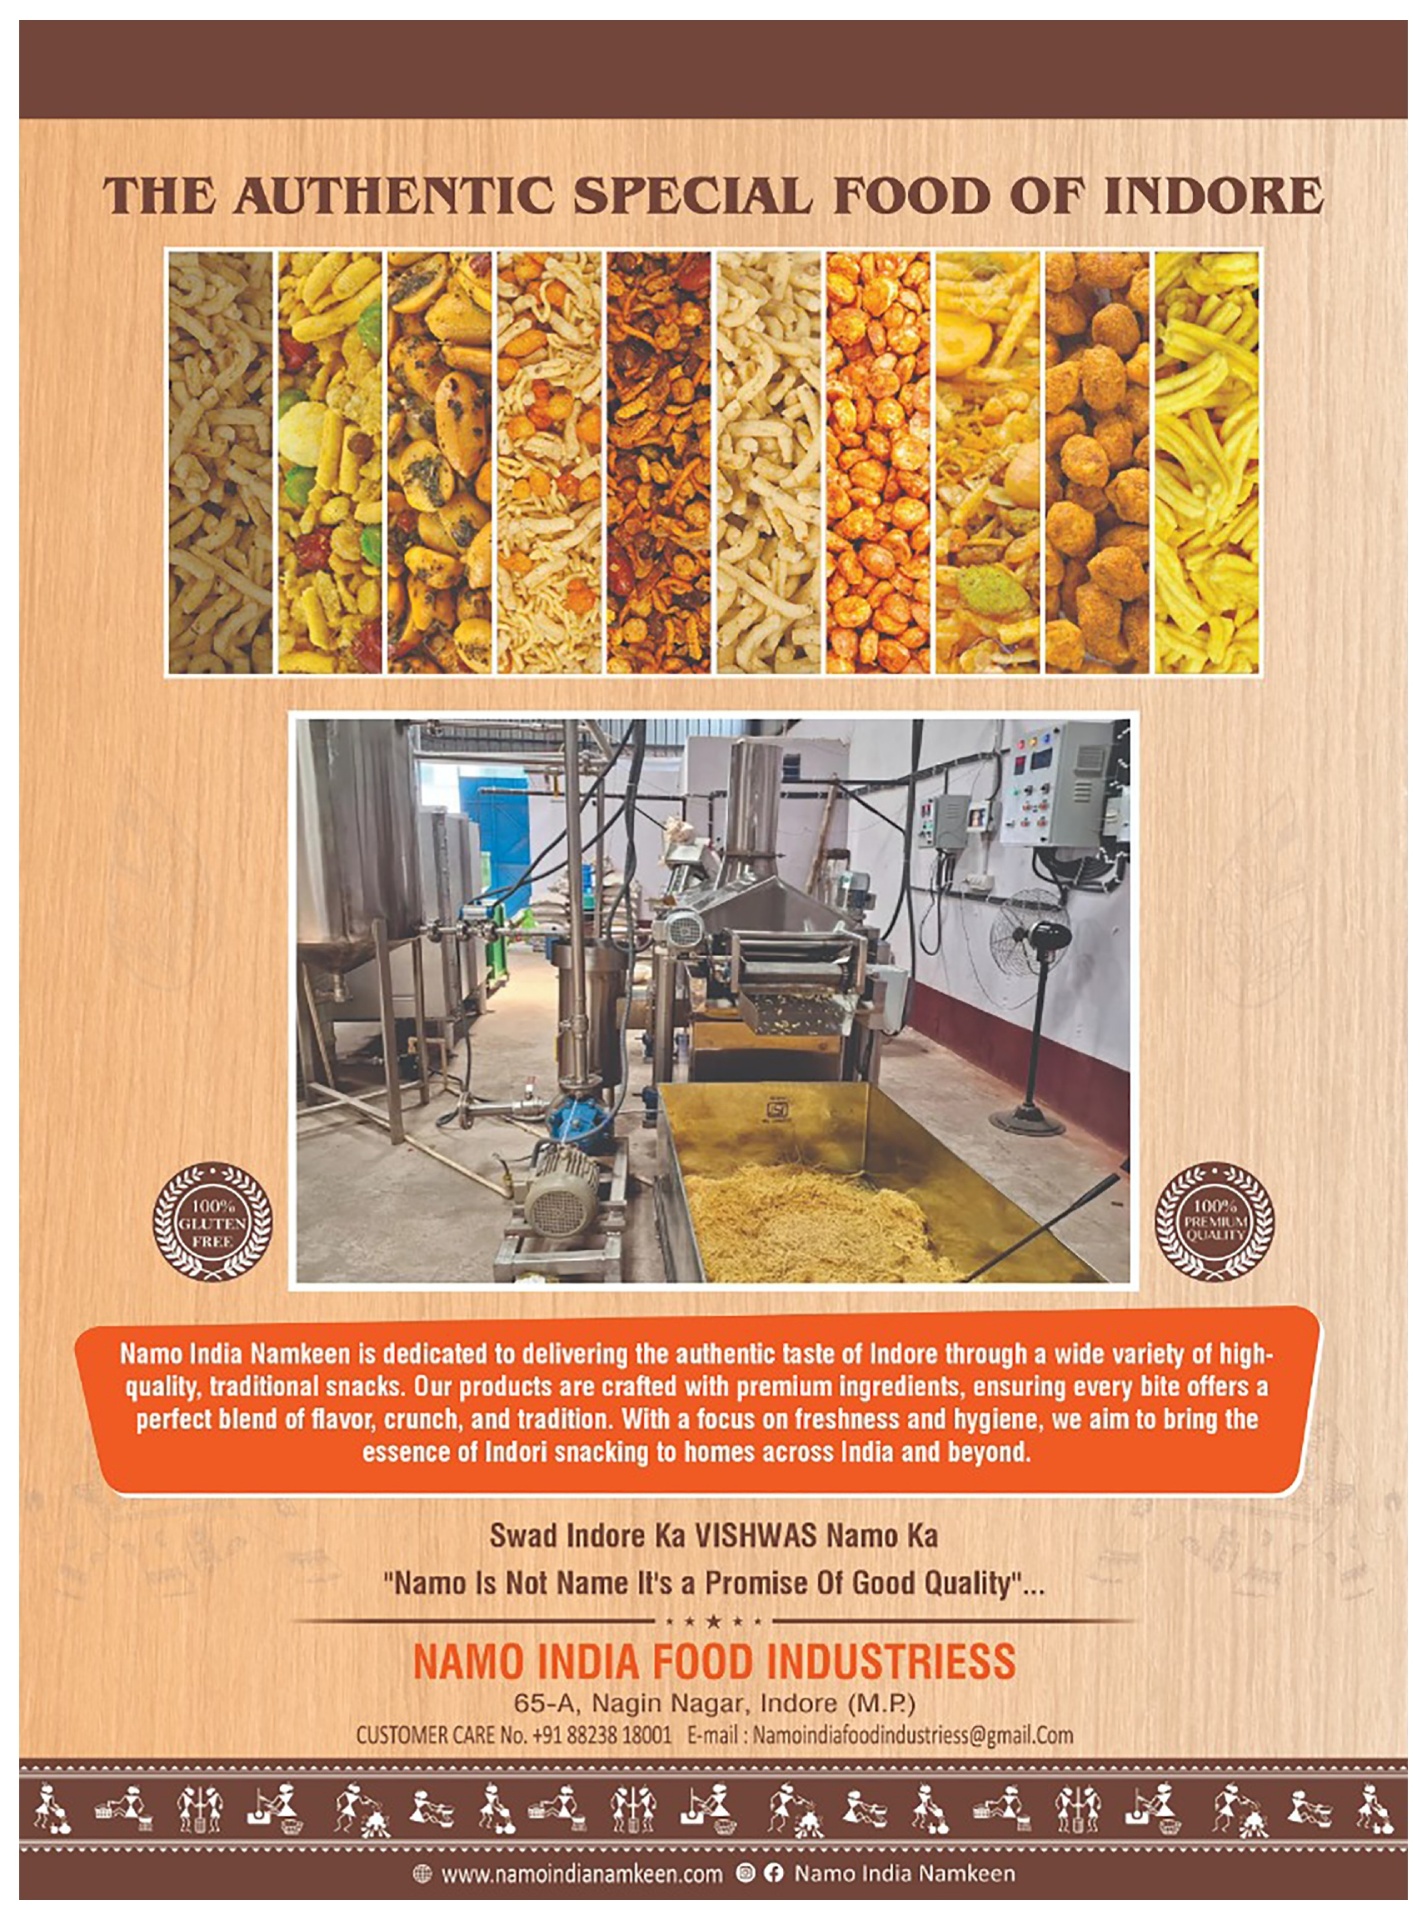 THE AUTHENTIC SPECIAL FOOD OF INDORE
100%
GLUTEN
FREE
100%
PREMIUM
QUALITY
Namo India Namkeen is dedicated to delivering the authentic taste of Indore through a wide variety of high-
quality, traditional snacks. Our products are crafted with premium ingredients, ensuring every bite offers a
perfect blend of flavor, crunch, and tradition. With a focus on freshness and hygiene, we aim to bring the
essence of Indori snacking to homes across India and beyond.
Swad Indore Ka VISHWAS Namo Ka
"Namo Is Not Name It's a Promise Of Good Quality"...
NAMO INDIA FOOD INDUSTRIESS
65-A, Nagin Nagar, Indore (M.P.)
CUSTOMER CARE No. +91 88238 18001 E-mail : Namoindiafoodindustriess@gmail.Com
www.namoindianamkeen.com Namo India Namkeen